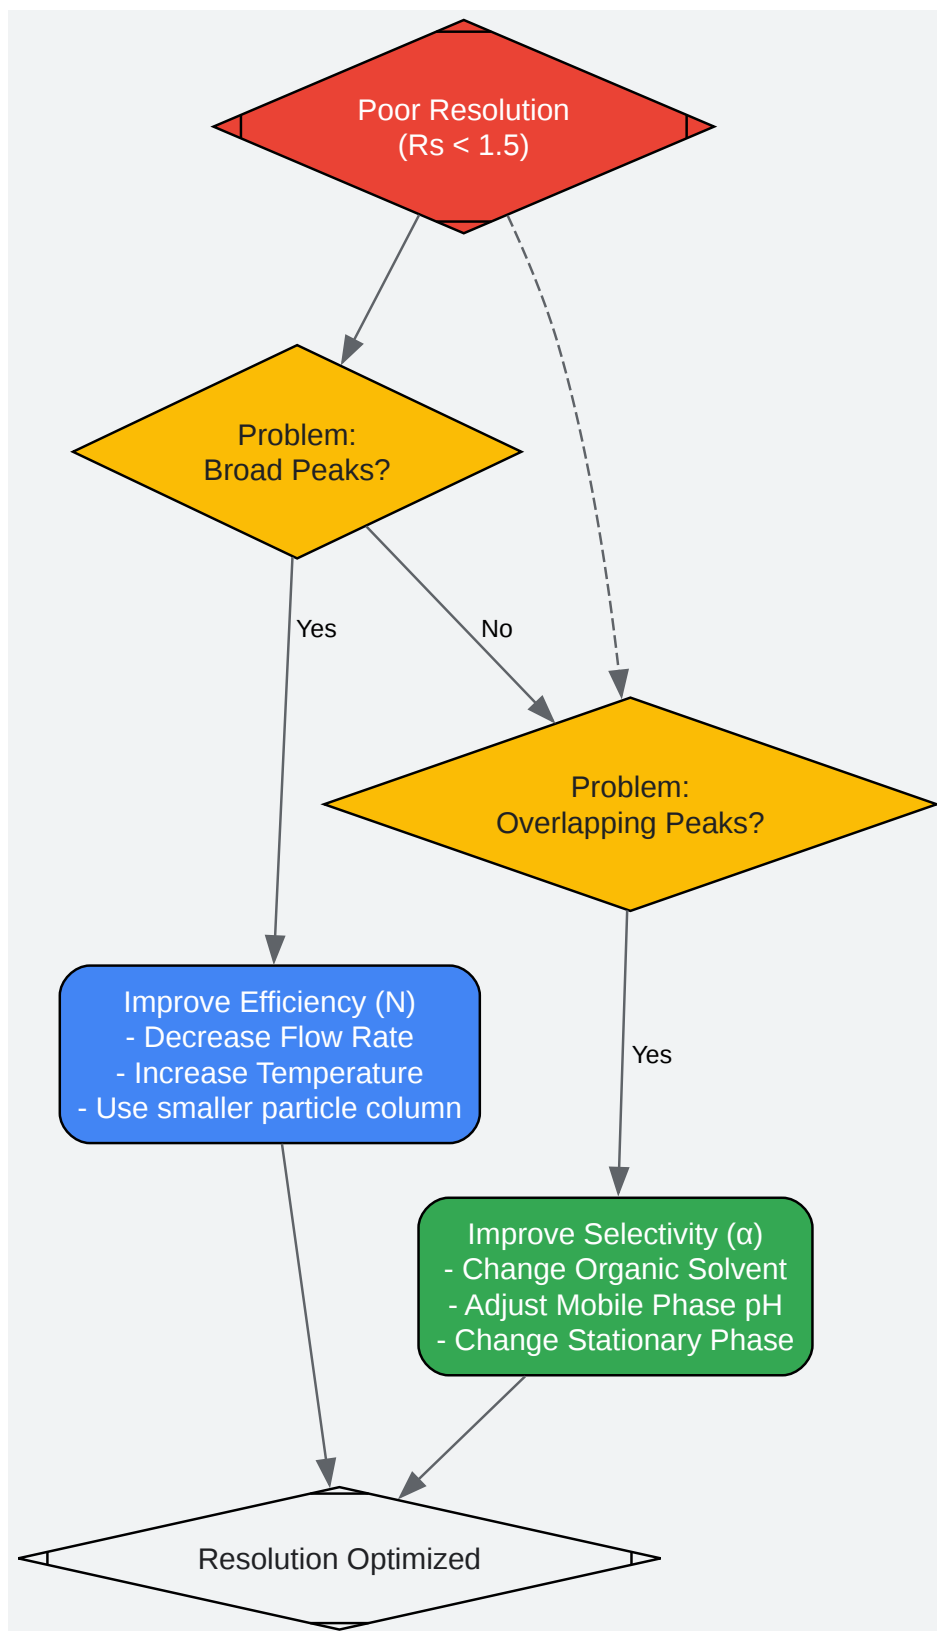 Poor Resolution
(Rs < 1.5)
Problem:
Broad Peaks?
Yes
No
Problem:
Overlapping Peaks?
Improve Efficiency (N)
- Decrease Flow Rate
- Increase Temperature
- Use smaller particle column
Yes
Improve Selectivity (α)
- Change Organic Solvent
- Adjust Mobile Phase pH
- Change Stationary Phase
Resolution Optimized